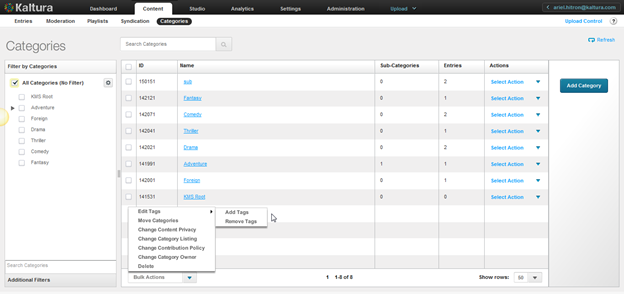 Kaltura Dashboard Content Studio Analytics Settings Administration Upload ariel.hitroni@kaltura.com
Entries Moderation Playlists Syndication Categories Upload Control ?
Categories
Search Categories
Refresh
Filter by Categories
All Categories (No Filter)
KMS Root
Adventure
Foreign
Drama
Thriller
Comedy
Fantasy
Search Categories
Additional Filters
ID Name Sub-Categories Entries Actions
150151 sub 0 2 Select Action
142121 Fantasy 0 1 Select Action
142071 Comedy 0 2 Select Action
142041 Thriller 0 1 Select Action
142021 Drama 0 2 Select Action
141991 Adventure 1 1 Select Action
142001 Foreign 0 1 Select Action
141531 KMS Root 0 0 Select Action
Add Category
Edit Tags
Move Categories
Change Content Privacy
Change Category Listing
Change Contribution Policy
Change Category Owner
Delete
Add Tags
Remove Tags
Bulk Actions
1 1-8 of 8
Show rows: 50